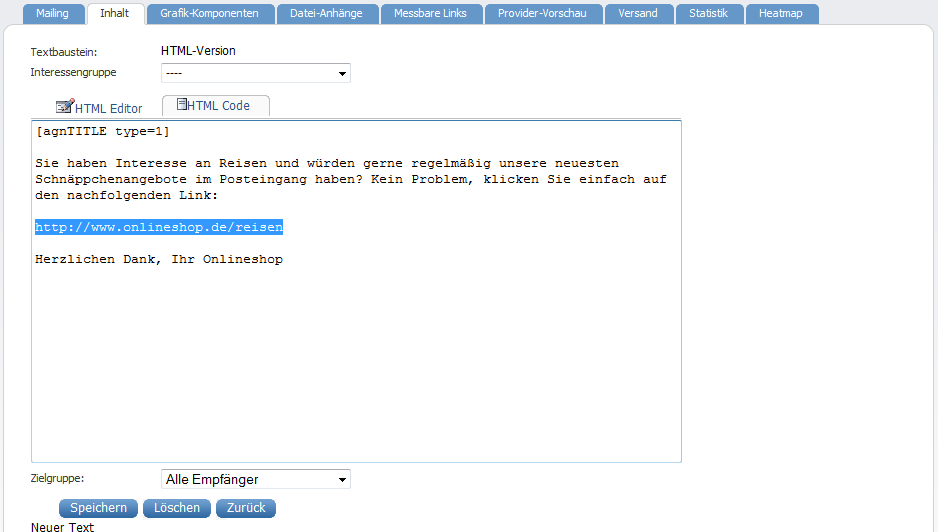 Mailing Inhalt Grafik-Komponenten Datei-Anhänge Messbare Links Provider-Vorschau Versand Statistik Heatmap
Textbaustein: HTML-Version
Interessengruppe ----
HTML Editor HTML Code
[agnTITLE type=1]
Sie haben Interesse an Reisen und würden gerne regelmäßig unsere neuesten
Schnäppchenangebote im Posteingang haben? Kein Problem, klicken Sie einfach auf
den nachfolgenden Link:
http://www.onlineshop.de/reisen
Herzlichen Dank, Ihr Onlineshop
Zielgruppe: Alle Empfänger
Speichern Löschen Zurück
Neuer Text